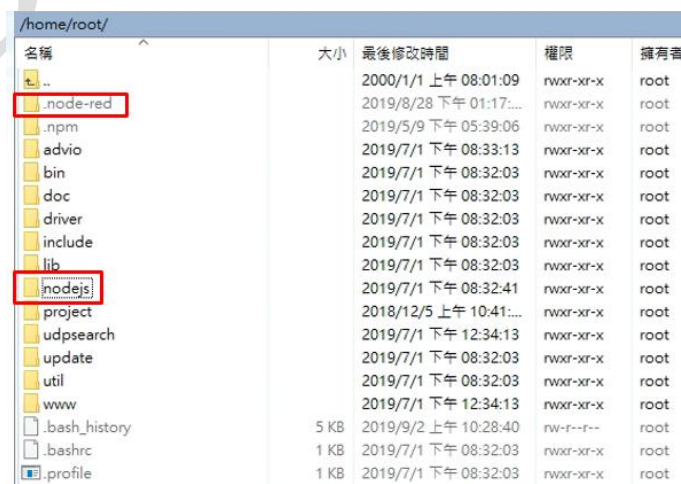 /home/root/
名稱 大小 最後修改時間 權限 擁有者
.. 2000/1/1 上午 08:01:09 rwxr-xr-x root
.node-red 2019/8/28 下午 01:17:... rwxr-xr-x root
.npm 2019/5/9 下午 05:39:06 rwxr-xr-x root
advio 2019/7/1 下午 08:33:13 rwxr-xr-x root
bin 2019/7/1 下午 08:32:03 rwxr-xr-x root
doc 2019/7/1 下午 08:32:03 rwxr-xr-x root
driver 2019/7/1 下午 08:32:03 rwxr-xr-x root
include 2019/7/1 下午 08:32:03 rwxr-xr-x root
lib 2019/7/1 下午 08:32:03 rwxr-xr-x root
nodejs 2019/7/1 下午 08:32:41 rwxr-xr-x root
project 2018/12/5 上午 10:41:... rwxr-xr-x root
udpsearch 2019/7/1 下午 12:34:13 rwxr-xr-x root
update 2019/7/1 下午 08:32:03 rwxr-xr-x root
util 2019/7/1 下午 08:32:03 rwxr-xr-x root
www 2019/7/1 下午 12:34:13 rwxr-xr-x root
.bash_history 5 KB 2019/9/2 上午 10:28:40 rw-r--r-- root
.bashrc 1 KB 2019/7/1 下午 08:32:03 rwxr-xr-x root
.profile 1 KB 2019/7/1 下午 08:32:03 rwxr-xr-x root